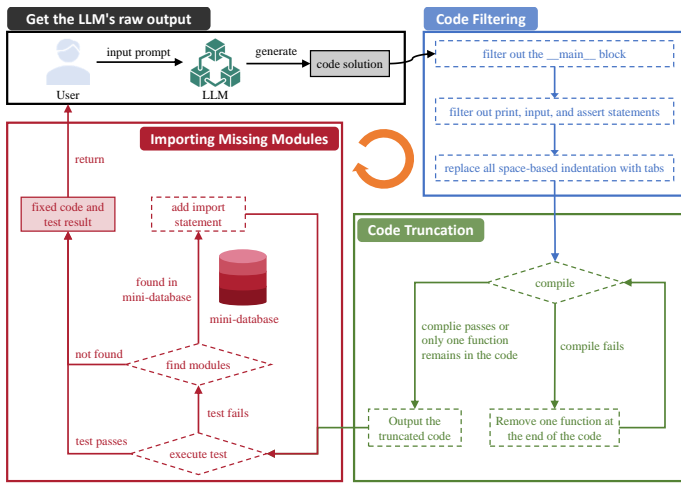 Get the LLM's raw output
input prompt
generate
code solution
User
LLM
Code Filtering
filter out the __main__ block
filter out print, input, and assert statements
replace all space-based indentation with tabs
Importing Missing Modules
return
fixed code and
test result
add import
statement
found in
mini-database
mini-database
not found
find modules
test fails
test passes
execute test
Code Truncation
compile
complie passes or
only one function
remains in the code
compile fails
Output the
truncated code
Remove one function at
the end of the code